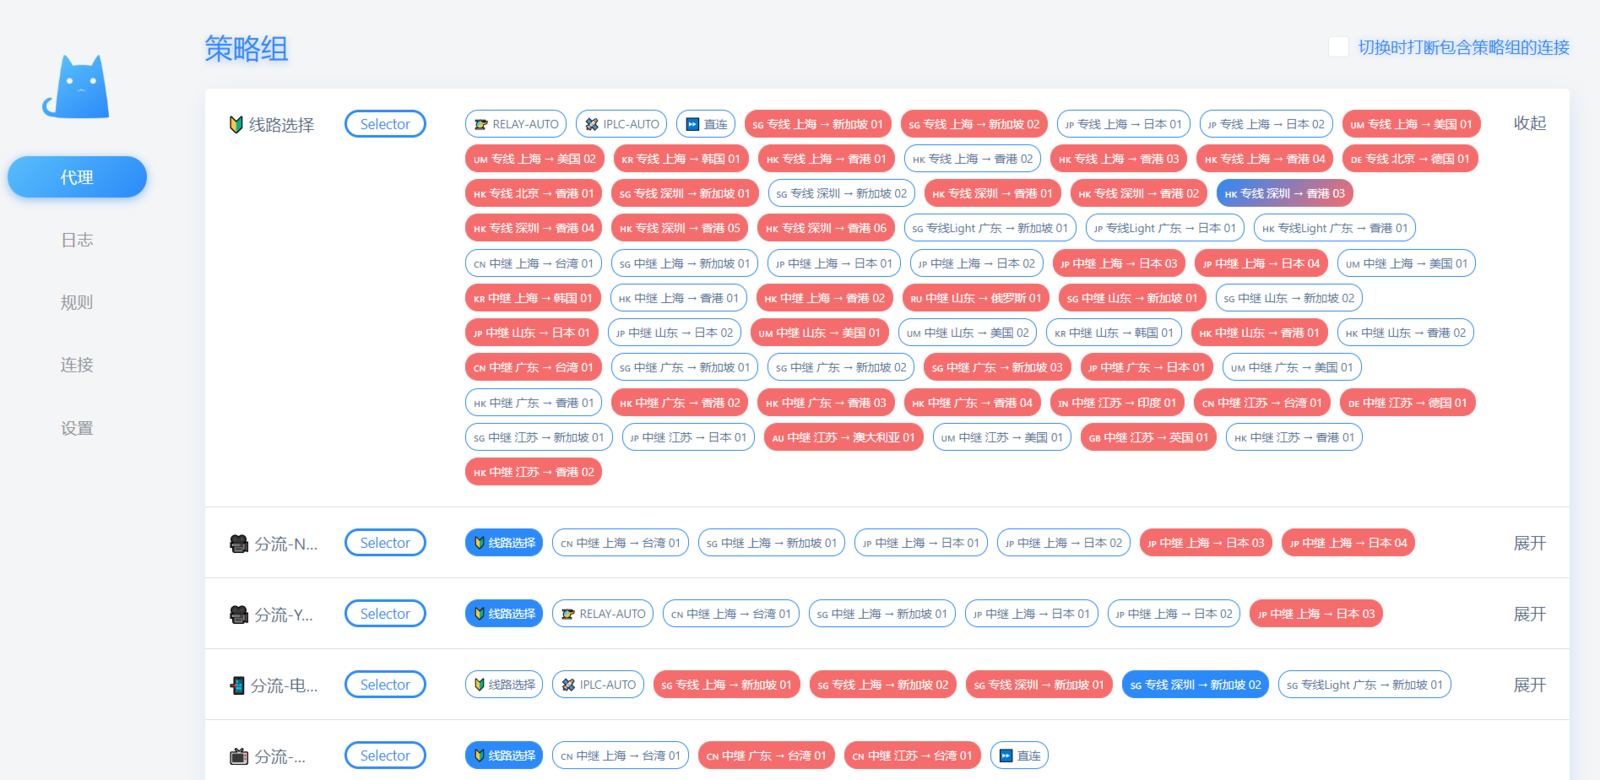 策略组
切换时打断包含策略组的连接
代理
日志
规则
连接
设置
线路选择 Selector RELAY-AUTO IPLC-AUTO 直连 SG 专线 上海 → 新加坡 01 SG 专线 上海 → 新加坡 02 JP 专线 上海 → 日本 01 JP 专线 上海 → 日本 02 UM 专线 上海 → 美国 01 收起
UM 专线 上海 → 美国 02 KR 专线 上海 → 韩国 01 HK 专线 上海 → 香港 01 HK 专线 上海 → 香港 02 HK 专线 上海 → 香港 03 HK 专线 上海 → 香港 04 DE 专线 北京 → 德国 01
HK 专线 北京 → 香港 01 SG 专线 深圳 → 新加坡 01 SG 专线 深圳 → 新加坡 02 HK 专线 深圳 → 香港 01 HK 专线 深圳 → 香港 02 HK 专线 深圳 → 香港 03
HK 专线 深圳 → 香港 04 HK 专线 深圳 → 香港 05 HK 专线 深圳 → 香港 06 SG 专线Light 广东 → 新加坡 01 JP 专线Light 广东 → 日本 01 HK 专线Light 广东 → 香港 01
CN 中继 上海 → 台湾 01 SG 中继 上海 → 新加坡 01 JP 中继 上海 → 日本 01 JP 中继 上海 → 日本 02 JP 中继 上海 → 日本 03 JP 中继 上海 → 日本 04 UM 中继 上海 → 美国 01
KR 中继 上海 → 韩国 01 HK 中继 上海 → 香港 01 HK 中继 上海 → 香港 02 RU 中继 山东 → 俄罗斯 01 SG 中继 山东 → 新加坡 01 SG 中继 山东 → 新加坡 02
JP 中继 山东 → 日本 01 JP 中继 山东 → 日本 02 UM 中继 山东 → 美国 01 UM 中继 山东 → 美国 02 KR 中继 山东 → 韩国 01 HK 中继 山东 → 香港 01 HK 中继 山东 → 香港 02
CN 中继 广东 → 台湾 01 SG 中继 广东 → 新加坡 01 SG 中继 广东 → 新加坡 02 SG 中继 广东 → 新加坡 03 JP 中继 广东 → 日本 01 UM 中继 广东 → 美国 01
HK 中继 广东 → 香港 01 HK 中继 广东 → 香港 02 HK 中继 广东 → 香港 03 HK 中继 广东 → 香港 04 IN 中继 江苏 → 印度 01 CN 中继 江苏 → 台湾 01 DE 中继 江苏 → 德国 01
SG 中继 江苏 → 新加坡 01 JP 中继 江苏 → 日本 01 AU 中继 江苏 → 澳大利亚 01 UM 中继 江苏 → 美国 01 GB 中继 江苏 → 英国 01 HK 中继 江苏 → 香港 01
HK 中继 江苏 → 香港 02
分流-N... Selector 线路选择 CN 中继 上海 → 台湾 01 SG 中继 上海 → 新加坡 01 JP 中继 上海 → 日本 01 JP 中继 上海 → 日本 02 JP 中继 上海 → 日本 03 JP 中继 上海 → 日本 04 展开
分流-Y... Selector 线路选择 RELAY-AUTO CN 中继 上海 → 台湾 01 SG 中继 上海 → 新加坡 01 JP 中继 上海 → 日本 01 JP 中继 上海 → 日本 02 JP 中继 上海 → 日本 03 展开
分流-电... Selector 线路选择 IPLC-AUTO SG 专线 上海 → 新加坡 01 SG 专线 上海 → 新加坡 02 SG 专线 深圳 → 新加坡 01 SG 专线 深圳 → 新加坡 02 SG 专线Light 广东 → 新加坡 01 展开
分流-... Selector 线路选择 CN 中继 上海 → 台湾 01 CN 中继 广东 → 台湾 01 CN 中继 江苏 → 台湾 01 直连